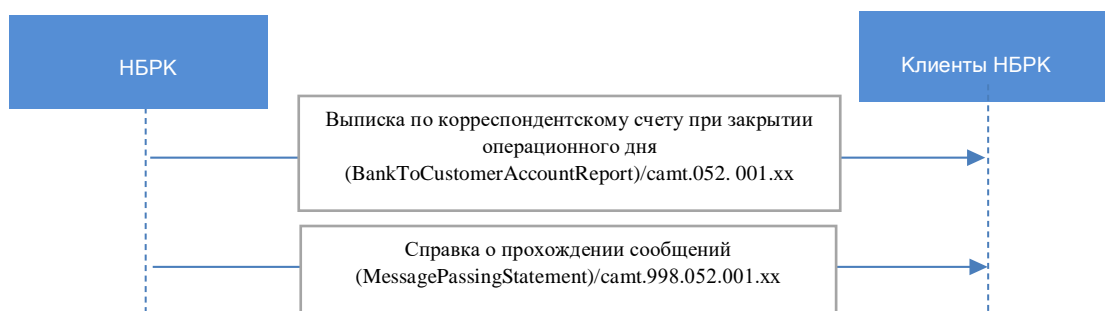 НБРК
Клиенты НБРК
Выписка по корреспондентскому счету при закрытии
операционного дня
(BankToCustomerAccountReport)/camt.052. 001.xx
Справка о прохождении сообщений
(MessagePassingStatement)/camt.998.052.001.xx